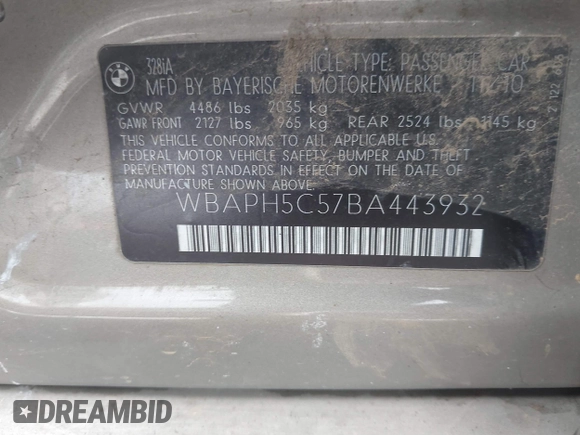 BMW
328iA
VEHICLE TYPE: PASSENGER CAR
MFD BY BAYERISCHE MOTORENWERKE
GVWR 4486 lbs 2035 kg
GAWR FRONT 2127 lbs 965 kg REAR 2524 lbs 1145 kg
THIS VEHICLE CONFORMS TO ALL APPLICABLE U.S.
FEDERAL MOTOR VEHICLE SAFETY, BUMPER AND THEFT
PREVENTION STANDARDS IN EFFECT ON THE DATE OF
MANUFACTURE SHOWN ABOVE.
WBAPH5C57BA443932
DREAMBID